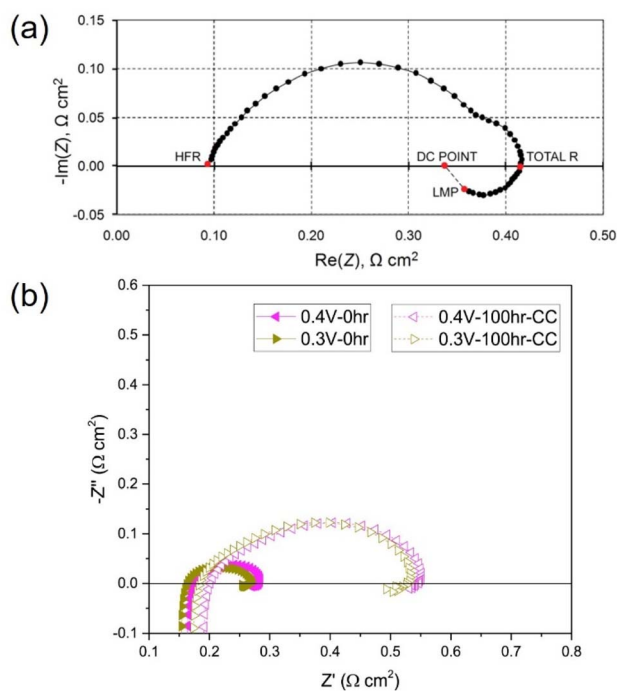 (a)
-Im(Z), Ω cm²
0.10
0.05
0.00
-0.05
HFR
DC POINT
TOTAL R
LMP
0.00 0.10 0.20 0.30 0.40 0.50
Re(Z), Ω cm²
(b)
-Z'' (Ω cm²)
0.6
0.5
0.4
0.3
0.2
0.1
0.0
-0.1
0.4V-0hr 0.4V-100hr-CC
0.3V-0hr 0.3V-100hr-CC
0.1 0.2 0.3 0.4 0.5 0.6 0.7 0.8
Z' (Ω cm²)